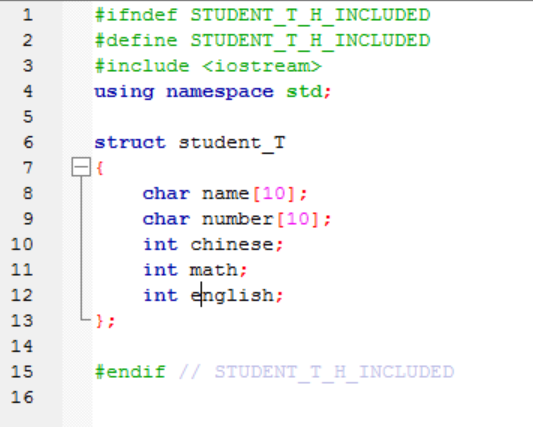 1 #ifndef STUDENT_T_H_INCLUDED
2 #define STUDENT_T_H_INCLUDED
3 #include <iostream>
4 using namespace std;
5
6 struct student_T
7 {
8     char name[10];
9     char number[10];
10     int chinese;
11     int math;
12     int english;
13 };
14
15 #endif // STUDENT_T_H_INCLUDED
16